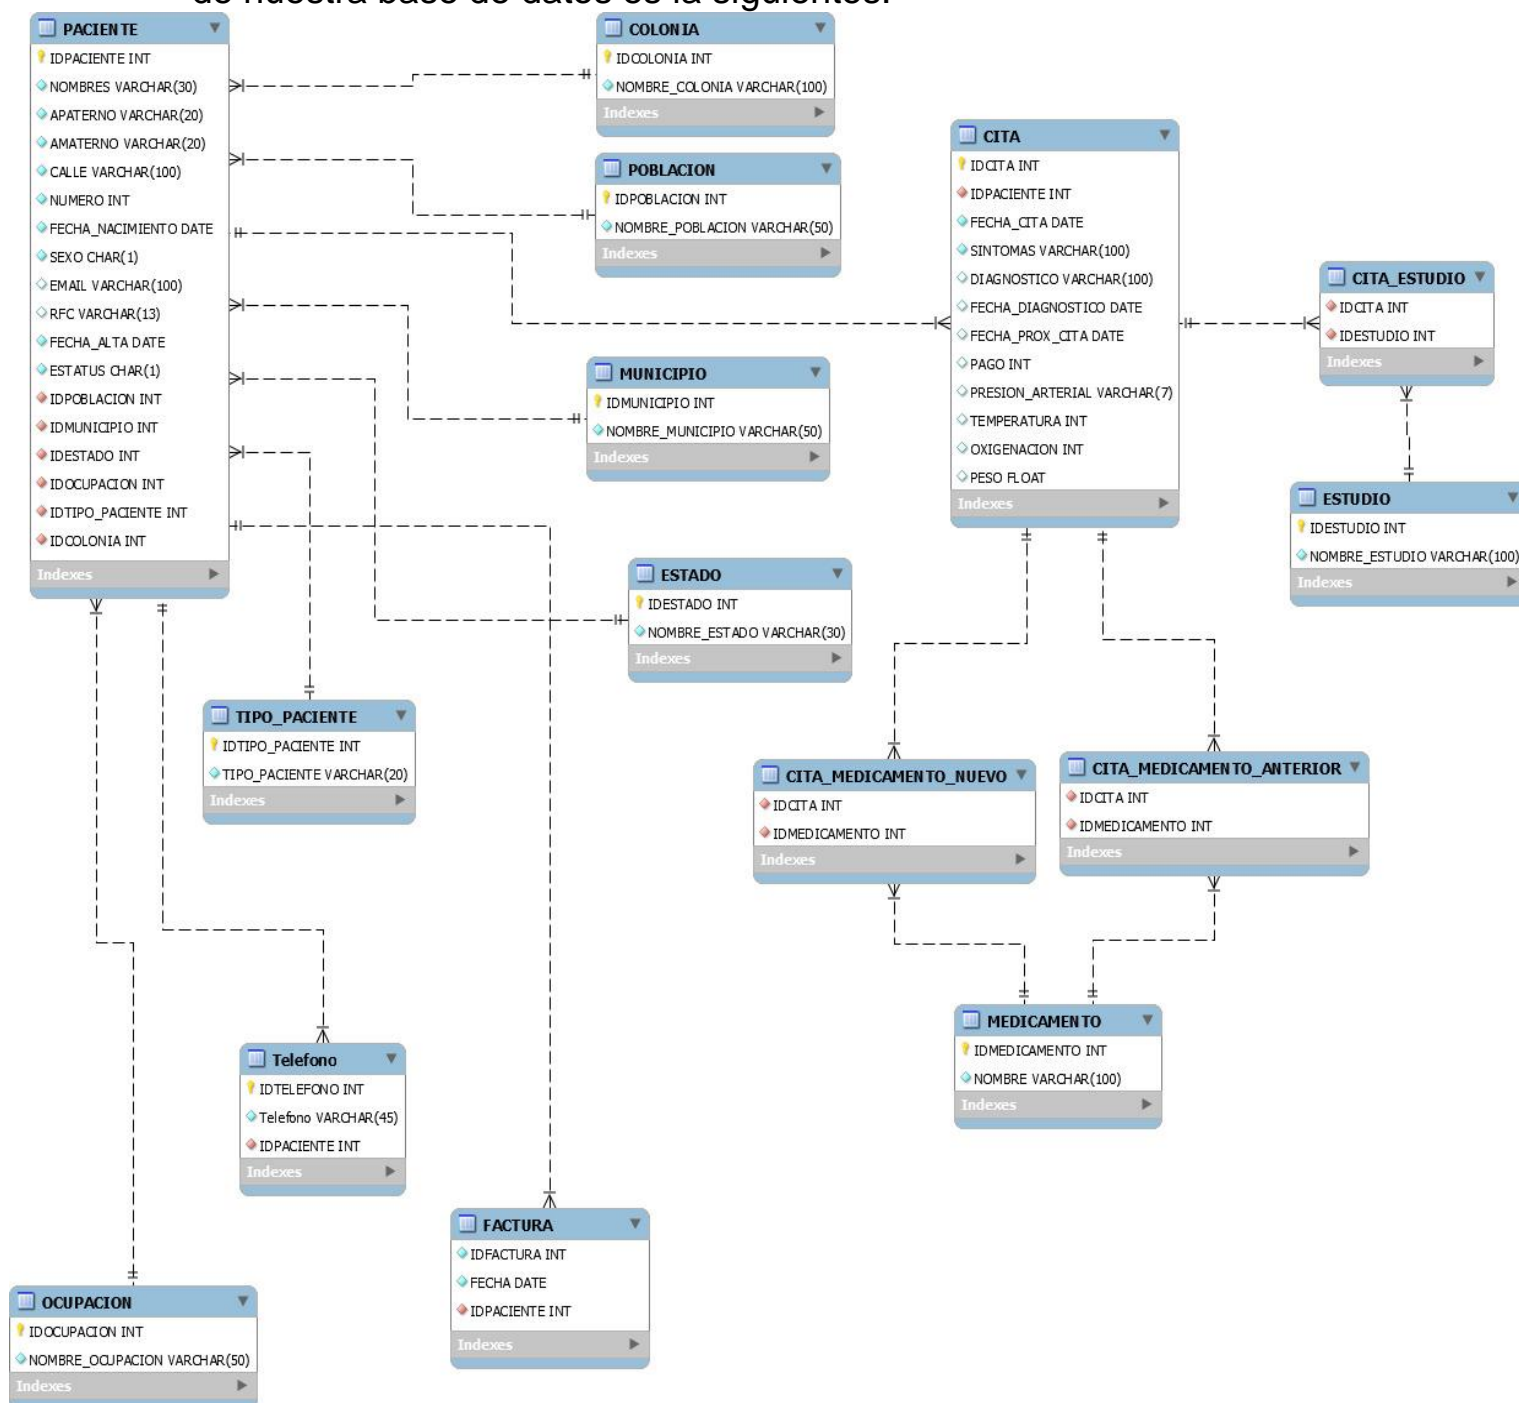 de nuestra base de datos es la siguientes:
PACIENTE
IDPACIENTE INT
NOMBRES VARCHAR(30)
APATERNO VARCHAR(20)
AMATERNO VARCHAR(20)
CALLE VARCHAR(100)
NUMERO INT
FECHA_NACIMIENTO DATE
SEXO CHAR(1)
EMAIL VARCHAR(100)
RFC VARCHAR(13)
FECHA_ALTA DATE
ESTATUS CHAR(1)
IDPOBLACION INT
IDMUNICIPIO INT
IDESTADO INT
IDOCUPACION INT
IDTIPO_PACIENTE INT
IDCOLONIA INT
Indexes
COLONIA
IDCOLONIA INT
NOMBRE_COLONIA VARCHAR(100)
Indexes
POBLACION
IDPOBLACION INT
NOMBRE_POBLACION VARCHAR(50)
Indexes
MUNICIPIO
IDMUNICIPIO INT
NOMBRE_MUNICIPIO VARCHAR(50)
Indexes
ESTADO
IDESTADO INT
NOMBRE_ESTADO VARCHAR(30)
Indexes
CITA
IDCITA INT
IDPACIENTE INT
FECHA_CITA DATE
SINTOMAS VARCHAR(100)
DIAGNOSTICO VARCHAR(100)
FECHA_DIAGNOSTICO DATE
FECHA_PROX_CITA DATE
PAGO INT
PRESION_ARTERIAL VARCHAR(7)
TEMPERATURA INT
OXIGENACION INT
PESO FLOAT
Indexes
CITA_ESTUDIO
IDCITA INT
IDESTUDIO INT
Indexes
ESTUDIO
IDESTUDIO INT
NOMBRE_ESTUDIO VARCHAR(100)
Indexes
TIPO_PACIENTE
IDTIPO_PACIENTE INT
TIPO_PACIENTE VARCHAR(20)
Indexes
CITA_MEDICAMENTO_NUEVO
IDCITA INT
IDMEDICAMENTO INT
Indexes
CITA_MEDICAMENTO_ANTERIOR
IDCITA INT
IDMEDICAMENTO INT
Indexes
MEDICAMENTO
IDMEDICAMENTO INT
NOMBRE VARCHAR(100)
Indexes
Telefono
IDTELEFONO INT
Telefono VARCHAR(45)
IDPACIENTE INT
Indexes
FACTURA
IDFACTURA INT
FECHA DATE
IDPACIENTE INT
Indexes
OCUPACION
IDOCUPACION INT
NOMBRE_OCUPACION VARCHAR(50)
Indexes